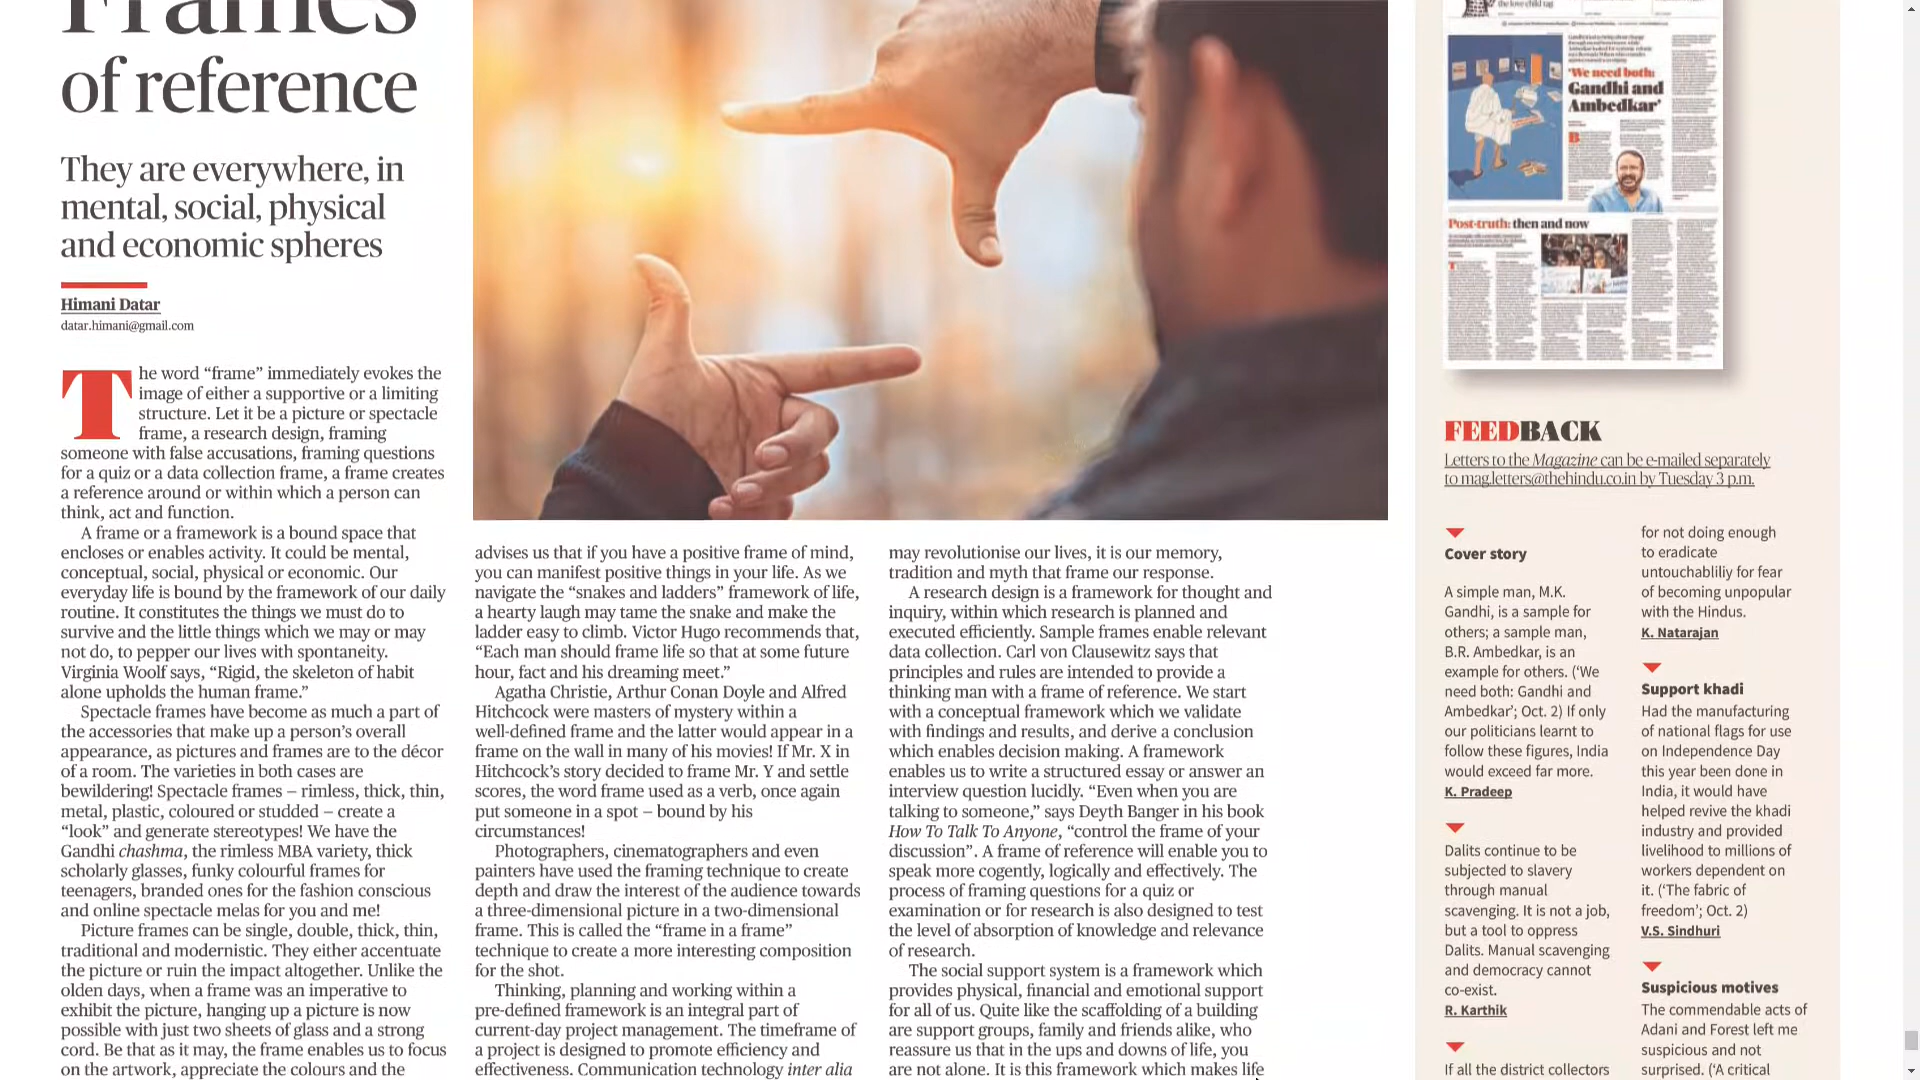 Frames
of reference
They are everywhere, in
mental, social, physical
and economic spheres
Himani Datar
datar.himani@gmail.com
The word “frame” immediately evokes the
image of either a supportive or a limiting
structure. Let it be a picture or spectacle
frame, a research design, framing
someone with false accusations, framing questions
for a quiz or a data collection frame, a frame creates
a reference around or within which a person can
think, act and function.
A frame or a framework is a bound space that
encloses or enables activity. It could be mental,
conceptual, social, physical or economic. Our
everyday life is bound by the framework of our daily
routine. It constitutes the things we must do to
survive and the little things which we may or may
not do, to pepper our lives with spontaneity.
Virginia Woolf says, “Rigid, the skeleton of habit
alone upholds the human frame.”
Spectacle frames have become as much a part of
the accessories that make up a person’s overall
appearance, as pictures and frames are to the décor
of a room. The varieties in both cases are
bewildering! Spectacle frames — rimless, thick, thin,
metal, plastic, coloured or studded — create a
“look” and generate stereotypes! We have the
Gandhi chashma, the rimless MBA variety, thick
scholarly glasses, funky colourful frames for
teenagers, branded ones for the fashion conscious
and online spectacle melas for you and me!
Picture frames can be single, double, thick, thin,
traditional and modernistic. They either accentuate
the picture or ruin the impact altogether. Unlike the
olden days, when a frame was an imperative to
exhibit the picture, hanging up a picture is now
possible with just two sheets of glass and a strong
cord. Be that as it may, the frame enables us to focus
on the artwork, appreciate the colours and the
advises us that if you have a positive frame of mind,
you can manifest positive things in your life. As we
navigate the “snakes and ladders” framework of life,
a hearty laugh may tame the snake and make the
ladder easy to climb. Victor Hugo recommends that,
“Each man should frame life so that at some future
hour, fact and his dreaming meet.”
Agatha Christie, Arthur Conan Doyle and Alfred
Hitchcock were masters of mystery within a
well-defined frame and the latter would appear in a
frame on the wall in many of his movies! If Mr. X in
Hitchcock’s story decided to frame Mr. Y and settle
scores, the word frame used as a verb, once again
put someone in a spot — bound by his
circumstances!
Photographers, cinematographers and even
painters have used the framing technique to create
depth and draw the interest of the audience towards
a three-dimensional picture in a two-dimensional
frame. This is called the “frame in a frame”
technique to create a more interesting composition
for the shot.
Thinking, planning and working within a
pre-defined framework is an integral part of
current-day project management. The timeframe of
a project is designed to promote efficiency and
effectiveness. Communication technology inter alia
may revolutionise our lives, it is our memory,
tradition and myth that frame our response.
A research design is a framework for thought and
inquiry, within which research is planned and
executed efficiently. Sample frames enable relevant
data collection. Carl von Clausewitz says that
principles and rules are intended to provide a
thinking man with a frame of reference. We start
with a conceptual framework which we validate
with findings and results, and derive a conclusion
which enables decision making. A framework
enables us to write a structured essay or answer an
interview question lucidly. “Even when you are
talking to someone,” says Deyth Banger in his book
How To Talk To Anyone, “control the frame of your
discussion”. A frame of reference will enable you to
speak more cogently, logically and effectively. The
process of framing questions for a quiz or
examination or for research is also designed to test
the level of absorption of knowledge and relevance
of research.
The social support system is a framework which
provides physical, financial and emotional support
for all of us. Quite like the scaffolding of a building
are support groups, family and friends alike, who
reassure us that in the ups and downs of life, you
are not alone. It is this framework which makes life
the love child tag
‘We need both:
Gandhi and
Ambedkar’
Post-truth: then and now
FEEDBACK
Letters to the Magazine can be e-mailed separately
to mag.letters@thehindu.co.in by Tuesday 3 p.m.
Cover story
A simple man, M.K.
Gandhi, is a sample for
others; a sample man,
B.R. Ambedkar, is an
example for others. (‘We
need both: Gandhi and
Ambedkar’; Oct. 2) If only
our politicians learnt to
follow these figures, India
would exceed far more.
K. Pradeep
Dalits continue to be
subjected to slavery
through manual
scavenging. It is not a job,
but a tool to oppress
Dalits. Manual scavenging
and democracy cannot
co-exist.
R. Karthik
If all the district collectors
for not doing enough
to eradicate
untouchabliliy for fear
of becoming unpopular
with the Hindus.
K. Natarajan
Support khadi
Had the manufacturing
of national flags for use
on Independence Day
this year been done in
India, it would have
helped revive the khadi
industry and provided
livelihood to millions of
workers dependent on
it. (‘The fabric of
freedom’; Oct. 2)
V.S. Sindhuri
Suspicious motives
The commendable acts of
Adani and Forest left me
suspicious and not
surprised. (‘A critical